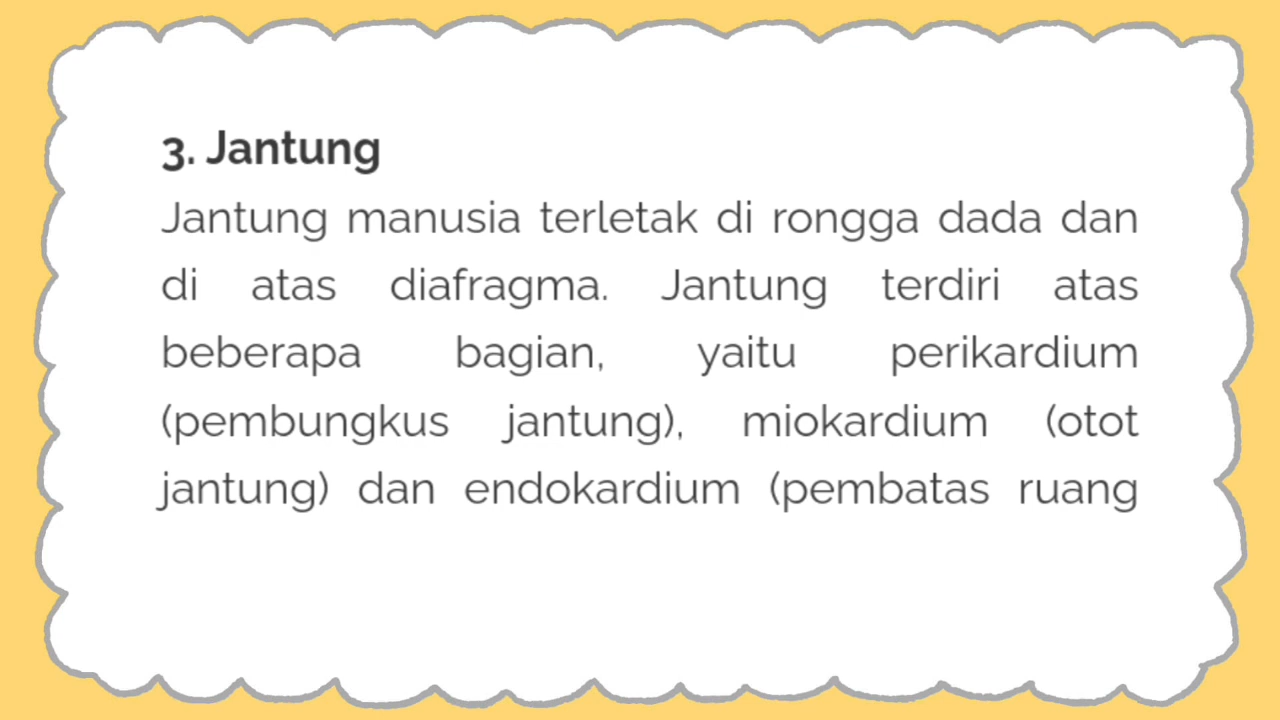 3. Jantung
Jantung manusia terletak di rongga dada dan
di atas diafragma. Jantung terdiri atas
beberapa bagian, yaitu perikardium
(pembungkus jantung), miokardium (otot
jantung) dan endokardium (pembatas ruang